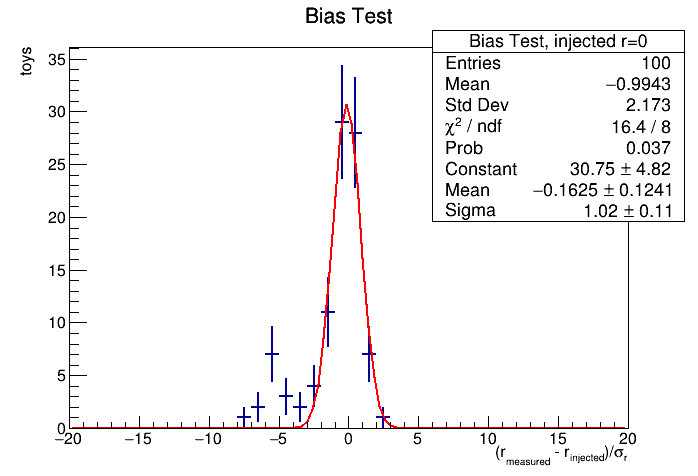 Bias Test
toys
Bias Test, injected r=0
Entries 100
Mean −0.9943
Std Dev 2.173
χ² / ndf 16.4 / 8
Prob 0.037
Constant 30.75 ± 4.82
Mean −0.1625 ± 0.1241
Sigma 1.02 ± 0.11
35
30
25
20
15
10
5
0
−20 −15 −10 −5 0 5 10 15 20
(r_measured - r_injected)/σ_r